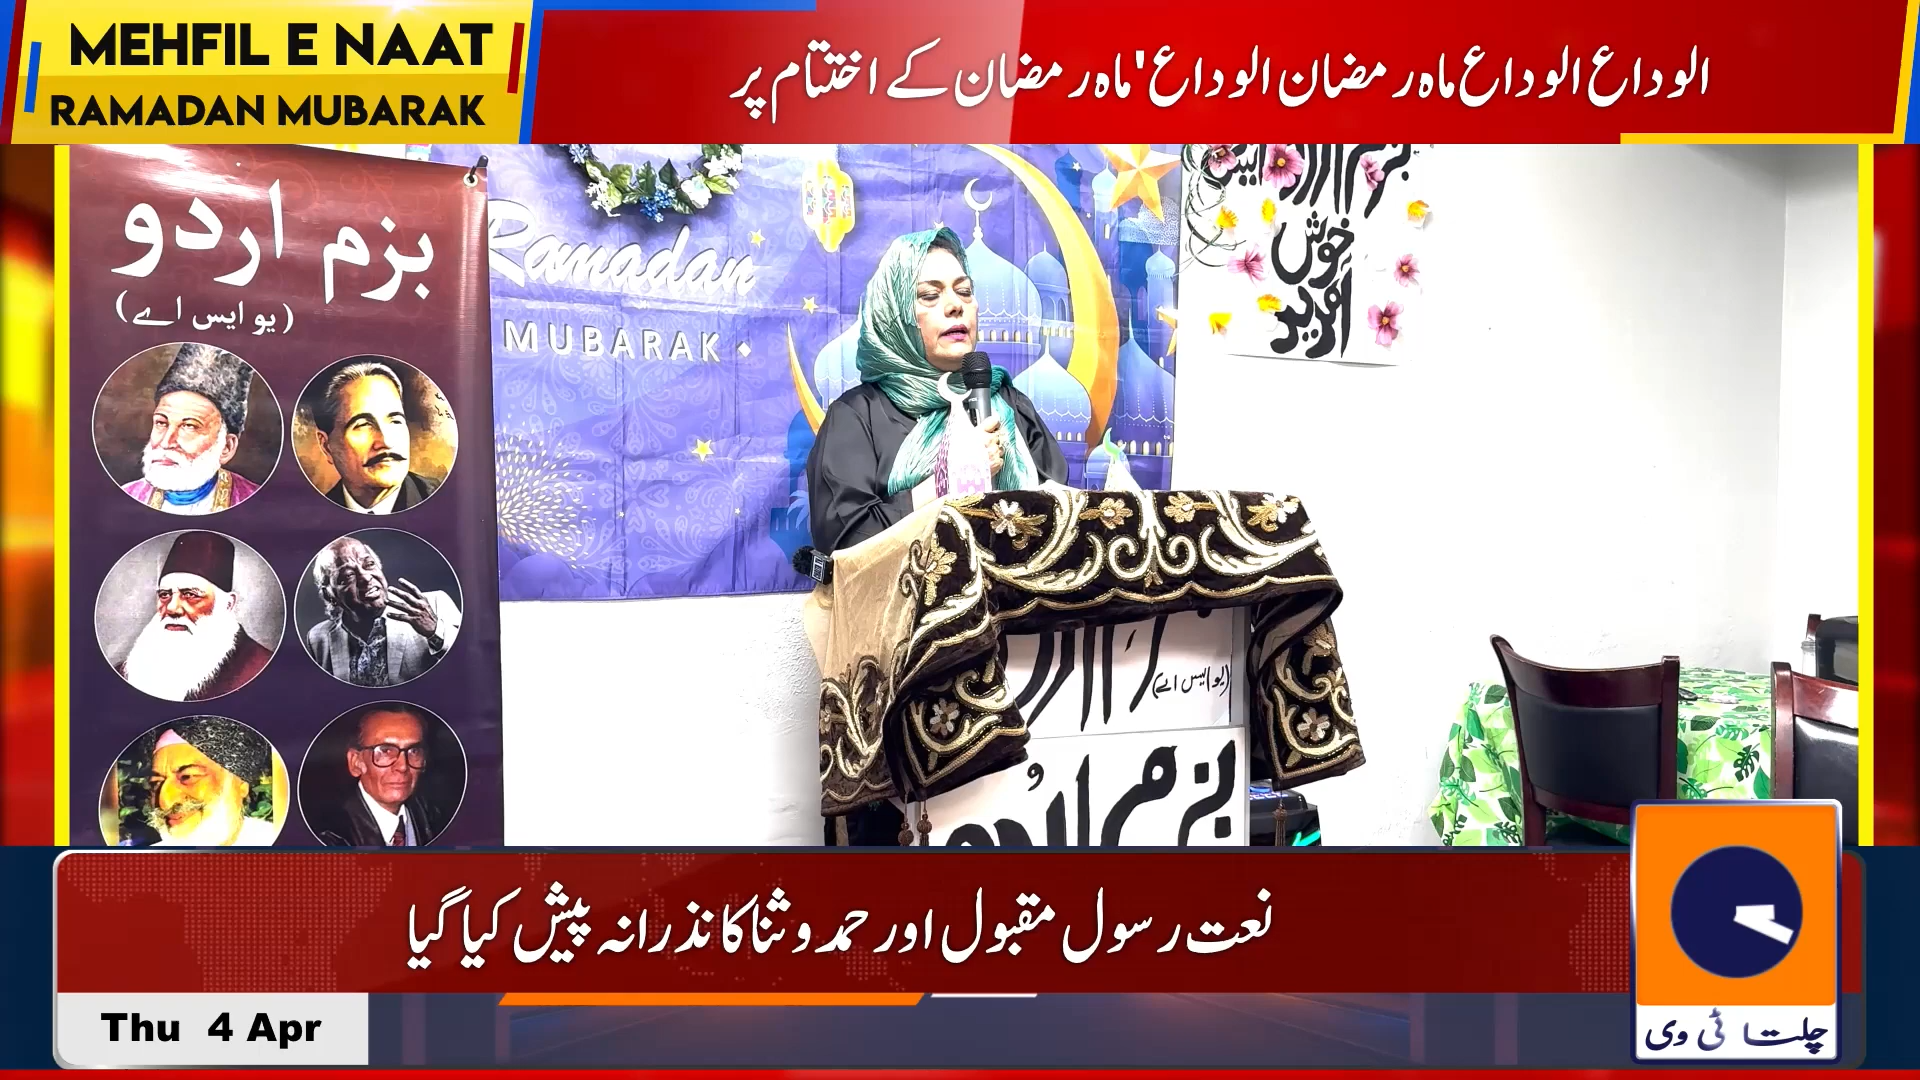 MEHFIL E NAAT
RAMADAN MUBARAK
الوداع الوداع ماہ رمضان الوداع'ماہ رمضان کے اختتام پر
بزم اردو
(یو ایس اے)
Ramadan
MUBARAK
خوش
آمدید
(یو ایس اے)
بزم اردو
نعت رسول مقبول اور حمد و ثنا کا نذرانہ پیش کیا گیا
Thu 4 Apr
چلتا ٹی وی